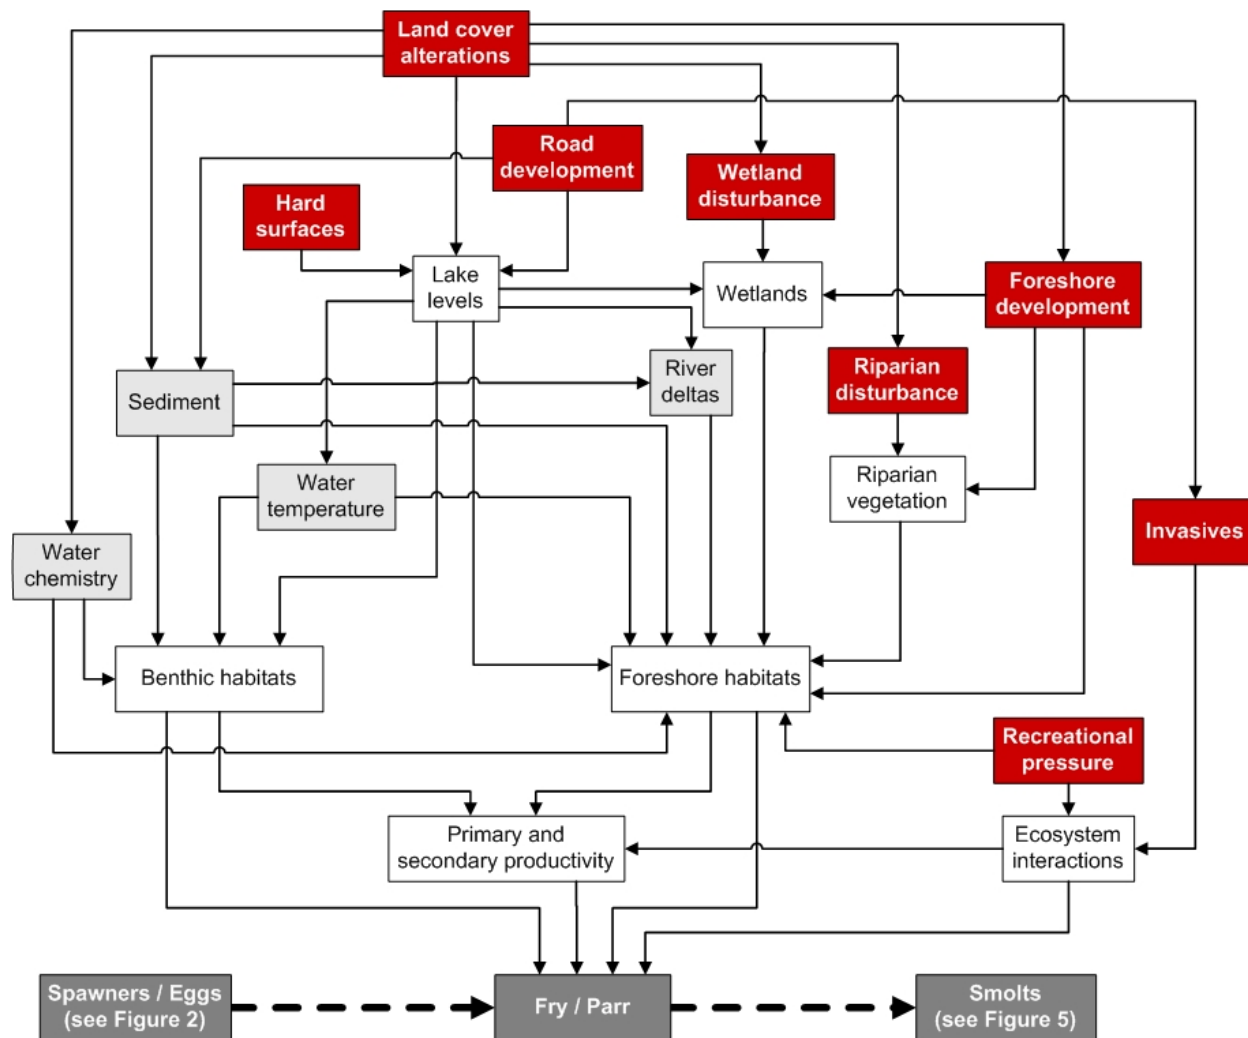 Land cover
alterations
Road
development
Wetland
disturbance
Hard
surfaces
Lake
levels
Wetlands
Foreshore
development
Riparian
disturbance
River
deltas
Sediment
Water
temperature
Riparian
vegetation
Invasives
Water
chemistry
Benthic habitats
Foreshore habitats
Recreational
pressure
Primary and
secondary productivity
Ecosystem
interactions
Spawners / Eggs
(see Figure 2)
Fry / Parr
Smolts
(see Figure 5)